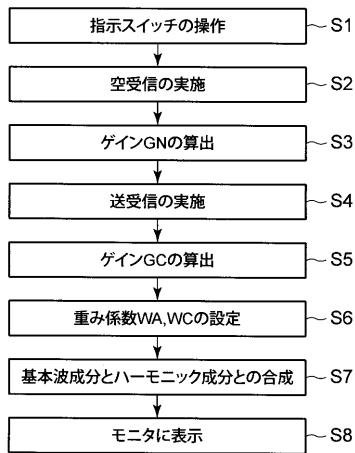 指示スイッチの操作 S1
空受信の実施 S2
ゲインGNの算出 S3
送受信の実施 S4
ゲインGCの算出 S5
重み係数WA,WCの設定 S6
基本波成分とハーモニック成分との合成 S7
モニタに表示 S8